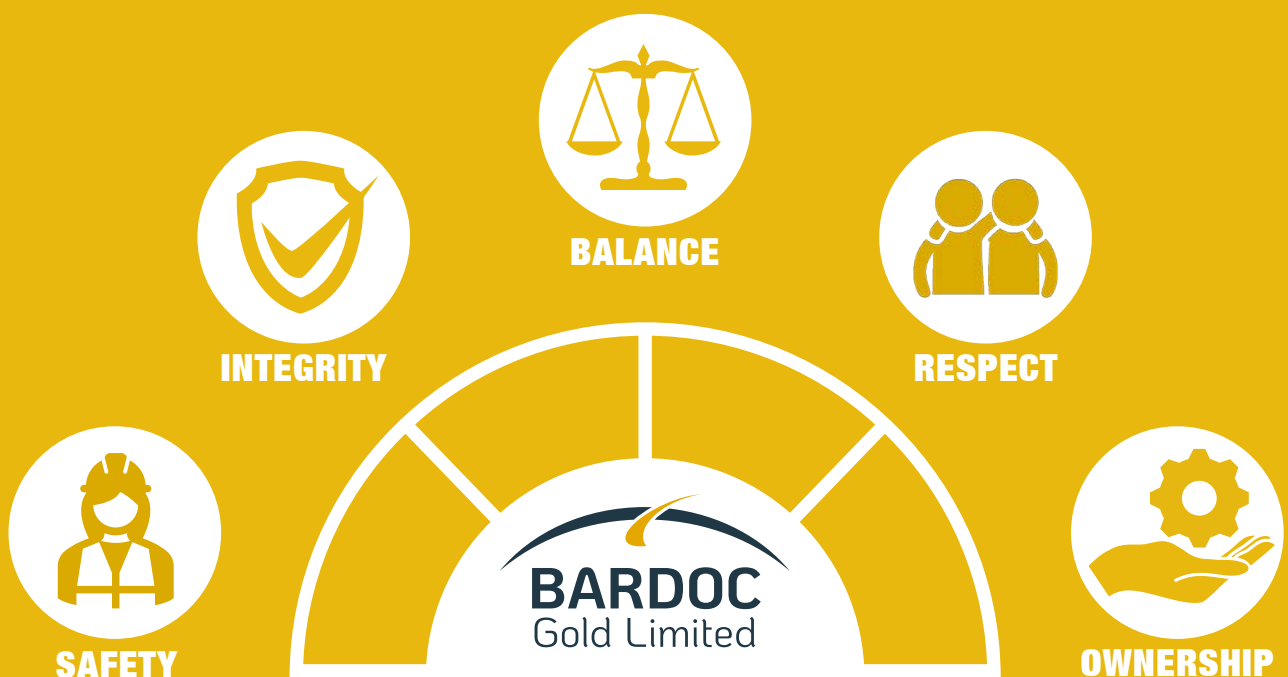 BALANCE
INTEGRITY
RESPECT
SAFETY
OWNERSHIP
BARDOC
Gold Limited